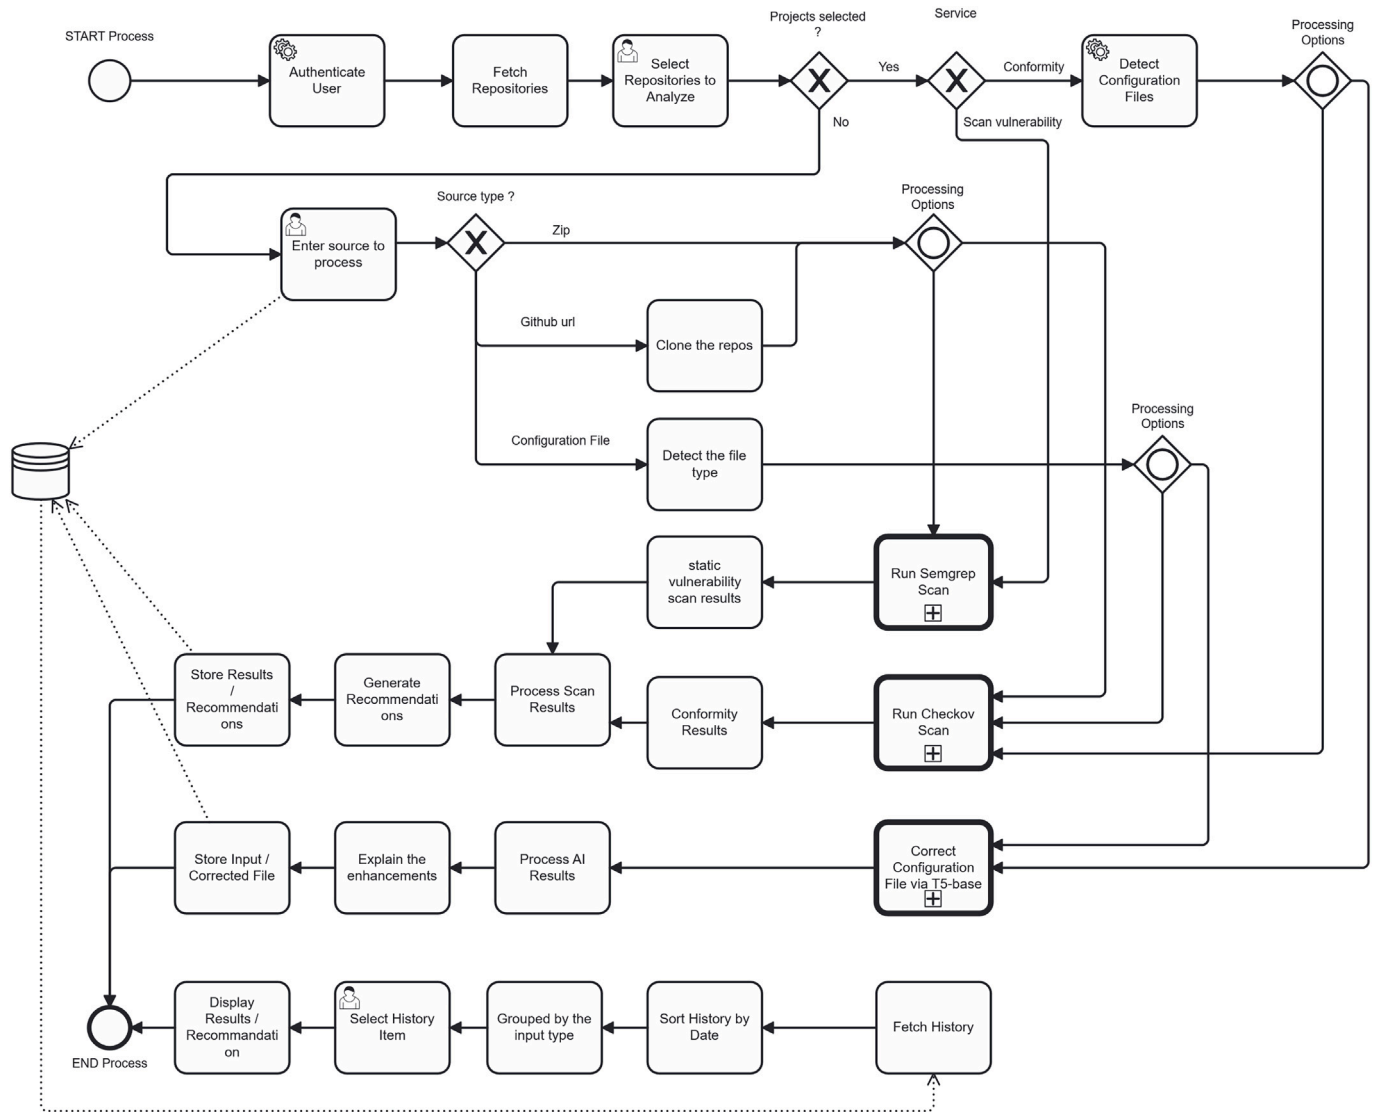 START Process
Projects selected
?
Service
Processing
Options
Authenticate
User
Fetch
Repositories
Select
Repositories to
Analyze
Yes
Conformity
Detect
Configuration
Files
No
Scan vulnerability
Source type ?
Processing
Options
Enter source to
process
Zip
Github url
Clone the repos
Configuration File
Detect the file
type
Processing
Options
static
vulnerability
scan results
Run Semgrep
Scan
Store Results
/
Recommendati
ons
Generate
Recommendati
ons
Process Scan
Results
Conformity
Results
Run Checkov
Scan
Store Input /
Corrected File
Explain the
enhancements
Process AI
Results
Correct
Configuration
File via T5-base
Display
Results /
Recommandati
on
Select History
Item
Grouped by the
input type
Sort History by
Date
Fetch History
END Process